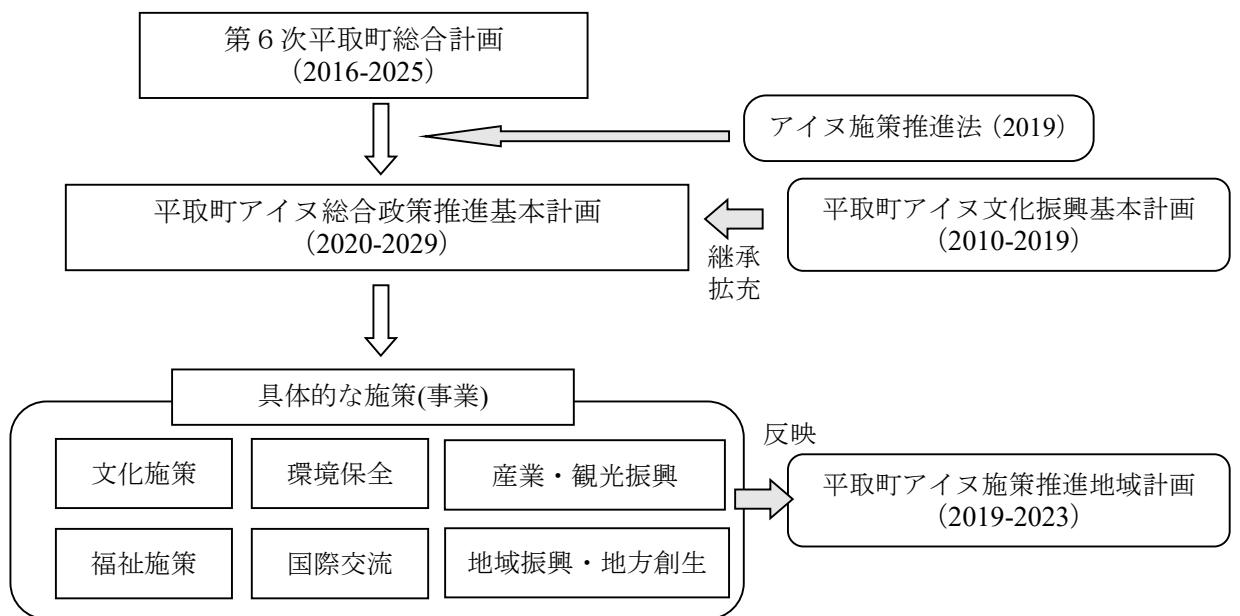 第６次平取町総合計画
（2016-2025）
アイヌ施策推進法（2019）
平取町アイヌ総合政策推進基本計画
（2020-2029）
平取町アイヌ文化振興基本計画
（2010-2019）
継承
拡充
具体的な施策(事業)
文化施策
環境保全
産業・観光振興
福祉施策
国際交流
地域振興・地方創生
反映
平取町アイヌ施策推進地域計画
（2019-2023）